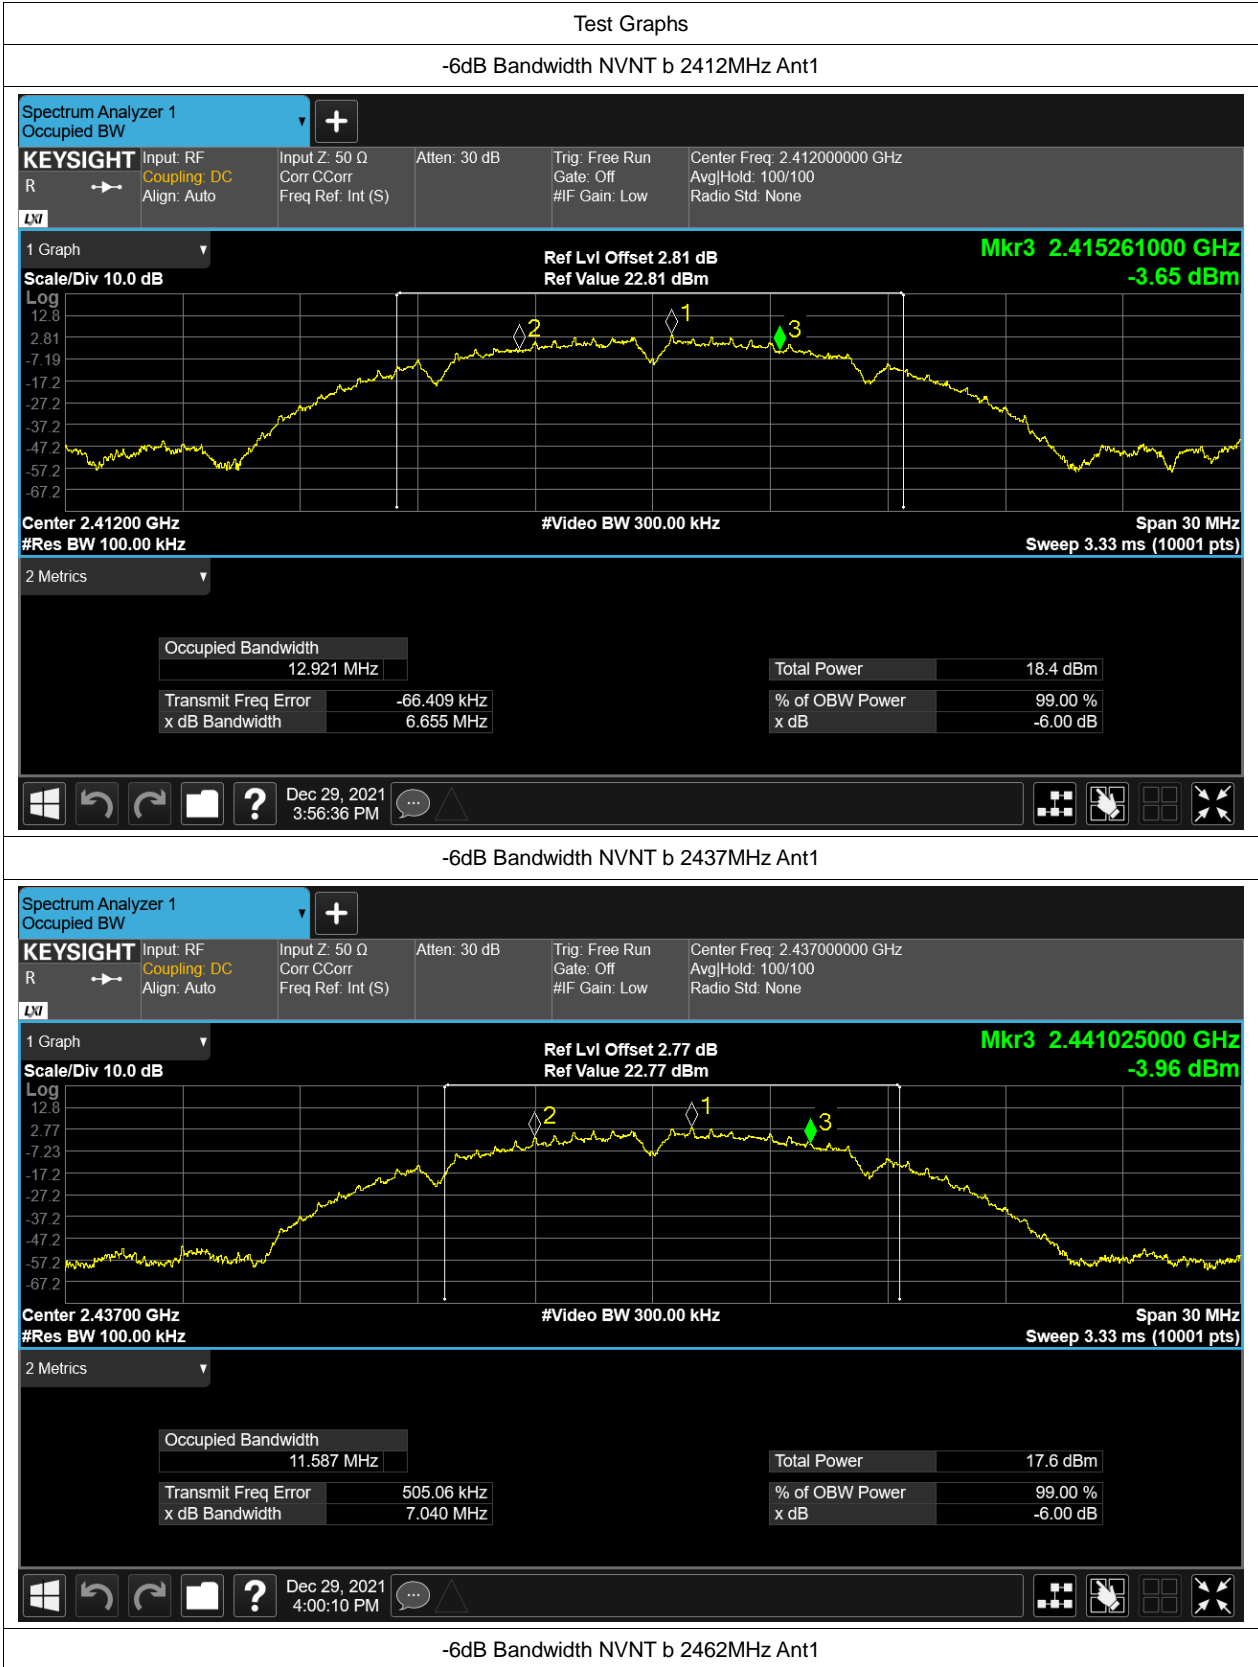 Test Graphs
-6dB Bandwidth NVNT b 2412MHz Ant1
Spectrum Analyzer 1
Occupied BW
KEYSIGHT Input: RF Input Z: 50 Ω Atten: 30 dB Trig: Free Run Center Freq: 2.412000000 GHz
R Coupling: DC Corr CCorr Gate: Off Avg|Hold: 100/100
Align: Auto Freq Ref: Int (S) #IF Gain: Low Radio Std: None
LXI
1 Graph Ref Lvl Offset 2.81 dB Mkr3 2.415261000 GHz
Scale/Div 10.0 dB Ref Value 22.81 dBm -3.65 dBm
Log
12.8
2.81
-7.19
-17.2
-27.2
-37.2
-47.2
-57.2
-67.2
2 1 3
Center 2.41200 GHz #Video BW 300.00 kHz Span 30 MHz
#Res BW 100.00 kHz Sweep 3.33 ms (10001 pts)
2 Metrics
Occupied Bandwidth
12.921 MHz Total Power 18.4 dBm
Transmit Freq Error -66.409 kHz % of OBW Power 99.00 %
x dB Bandwidth 6.655 MHz x dB -6.00 dB
? Dec 29, 2021
3:56:36 PM
-6dB Bandwidth NVNT b 2437MHz Ant1
Spectrum Analyzer 1
Occupied BW
KEYSIGHT Input: RF Input Z: 50 Ω Atten: 30 dB Trig: Free Run Center Freq: 2.437000000 GHz
R Coupling: DC Corr CCorr Gate: Off Avg|Hold: 100/100
Align: Auto Freq Ref: Int (S) #IF Gain: Low Radio Std: None
LXI
1 Graph Ref Lvl Offset 2.77 dB Mkr3 2.441025000 GHz
Scale/Div 10.0 dB Ref Value 22.77 dBm -3.96 dBm
Log
12.8
2.77
-7.23
-17.2
-27.2
-37.2
-47.2
-57.2
-67.2
2 1 3
Center 2.43700 GHz #Video BW 300.00 kHz Span 30 MHz
#Res BW 100.00 kHz Sweep 3.33 ms (10001 pts)
2 Metrics
Occupied Bandwidth
11.587 MHz Total Power 17.6 dBm
Transmit Freq Error 505.06 kHz % of OBW Power 99.00 %
x dB Bandwidth 7.040 MHz x dB -6.00 dB
? Dec 29, 2021
4:00:10 PM
-6dB Bandwidth NVNT b 2462MHz Ant1